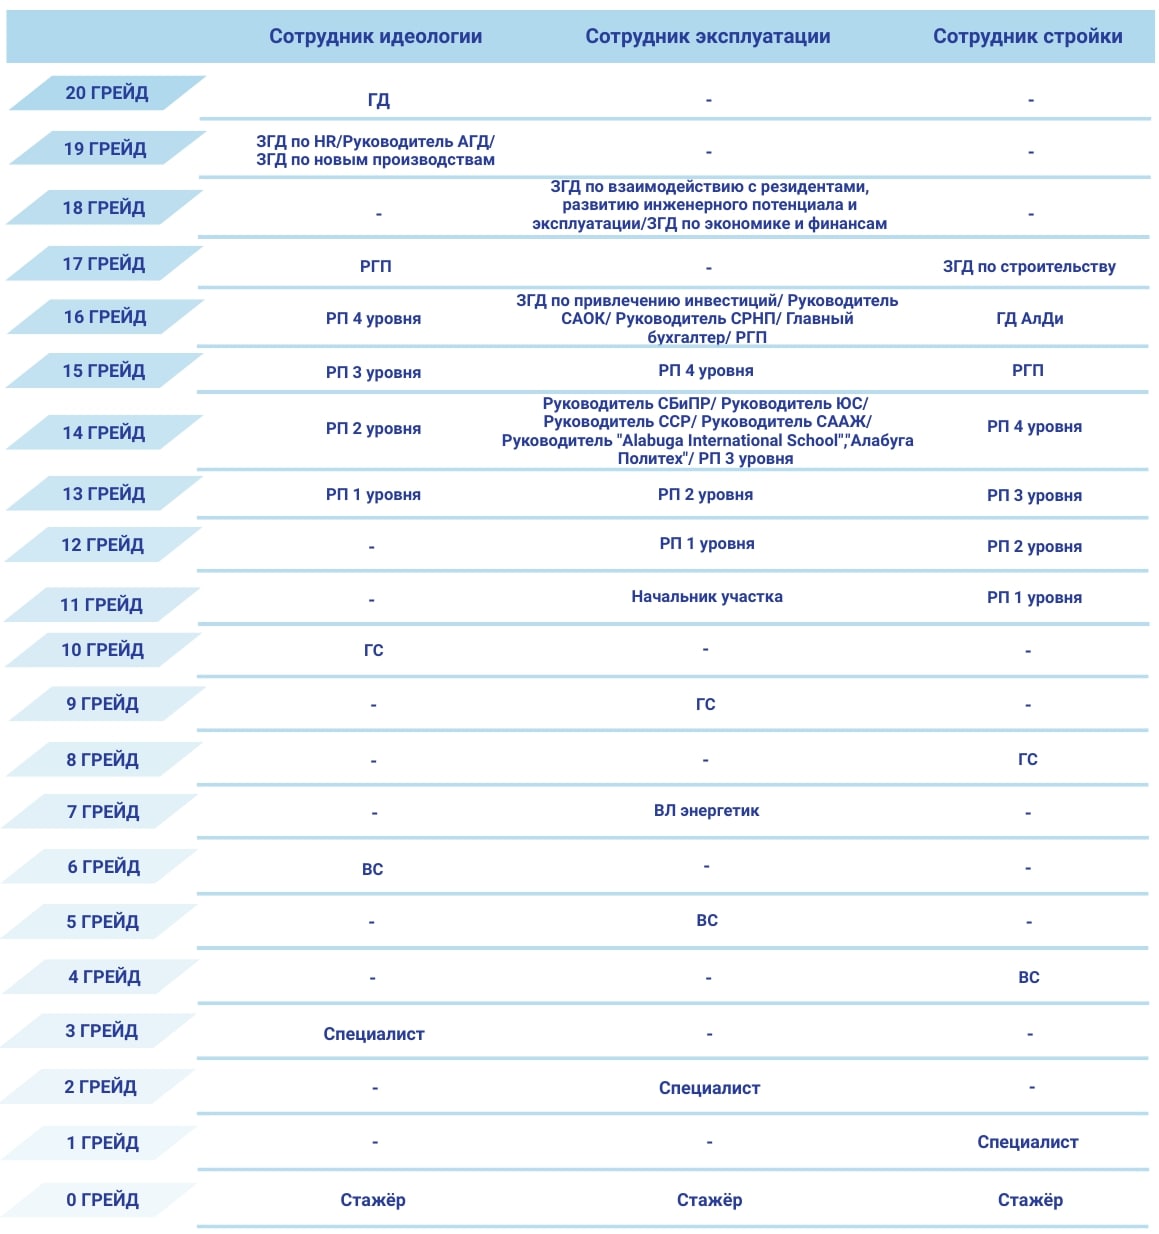 Сотрудник идеологии Сотрудник эксплуатации Сотрудник стройки
20 ГРЕЙД ГД - -
19 ГРЕЙД ЗГД по HR/Руководитель АГД/
ЗГД по новым производствам - -
18 ГРЕЙД - ЗГД по взаимодействию с резидентами,
развитию инженерного потенциала и
эксплуатации/ЗГД по экономике и финансам -
17 ГРЕЙД РГП - ЗГД по строительству
16 ГРЕЙД РП 4 уровня ЗГД по привлечению инвестиций/ Руководитель
САОК/ Руководитель СРНП/ Главный
бухгалтер/ РГП ГД АлДи
15 ГРЕЙД РП 3 уровня РП 4 уровня РГП
14 ГРЕЙД РП 2 уровня Руководитель СБиПР/ Руководитель ЮС/
Руководитель ССР/ Руководитель СААЖ/
Руководитель "Alabuga International School","Алабуга
Политех"/ РП 3 уровня РП 4 уровня
13 ГРЕЙД РП 1 уровня РП 2 уровня РП 3 уровня
12 ГРЕЙД - РП 1 уровня РП 2 уровня
11 ГРЕЙД - Начальник участка РП 1 уровня
10 ГРЕЙД ГС - -
9 ГРЕЙД - ГС -
8 ГРЕЙД - - ГС
7 ГРЕЙД - ВЛ энергетик -
6 ГРЕЙД ВС - -
5 ГРЕЙД - ВС -
4 ГРЕЙД - - ВС
3 ГРЕЙД Специалист - -
2 ГРЕЙД - Специалист -
1 ГРЕЙД - - Специалист
0 ГРЕЙД Стажёр Стажёр Стажёр